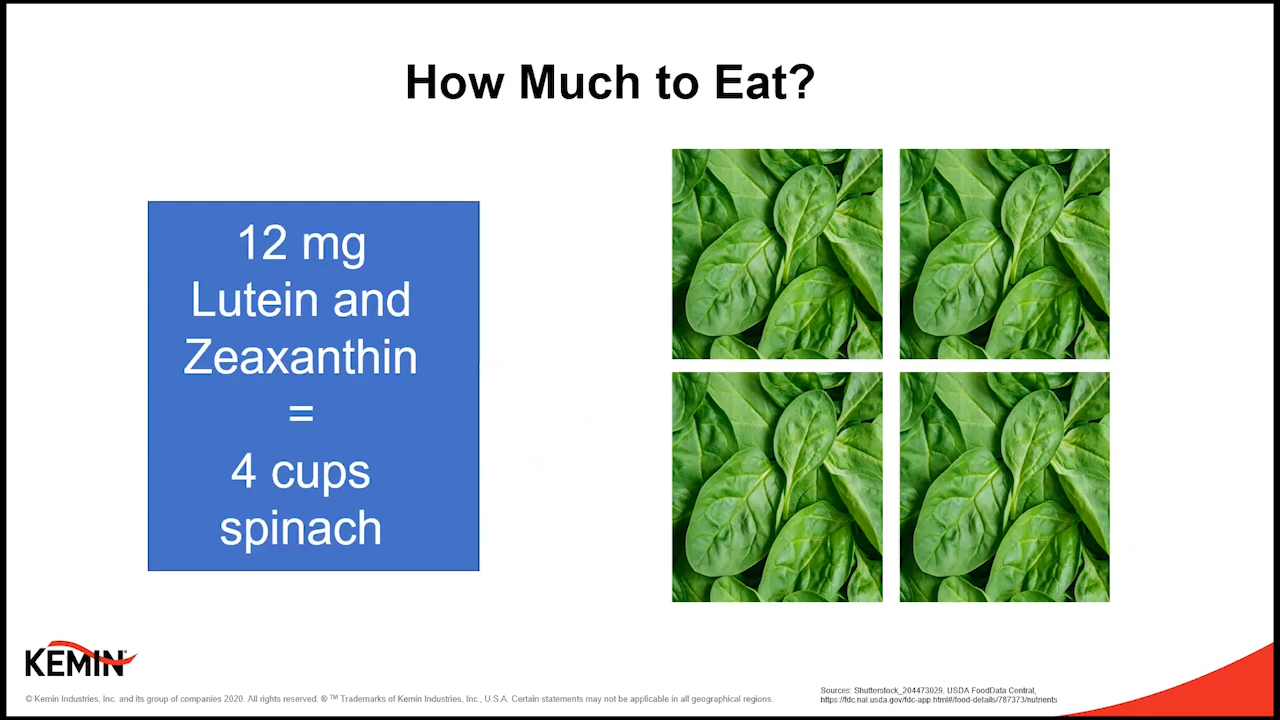 How Much to Eat?
12 mg
Lutein and
Zeaxanthin
=
4 cups
spinach
KEMIN®
© Kemin Industries, Inc. and its group of companies 2020. All rights reserved. ® ™ Trademarks of Kemin Industries, Inc., U.S.A. Certain statements may not be applicable in all geographical regions.
Sources: Shutterstock_204473029, USDA FoodData Central,
https://fdc.nal.usda.gov/fdc-app.html#/food-details/787373/nutrients